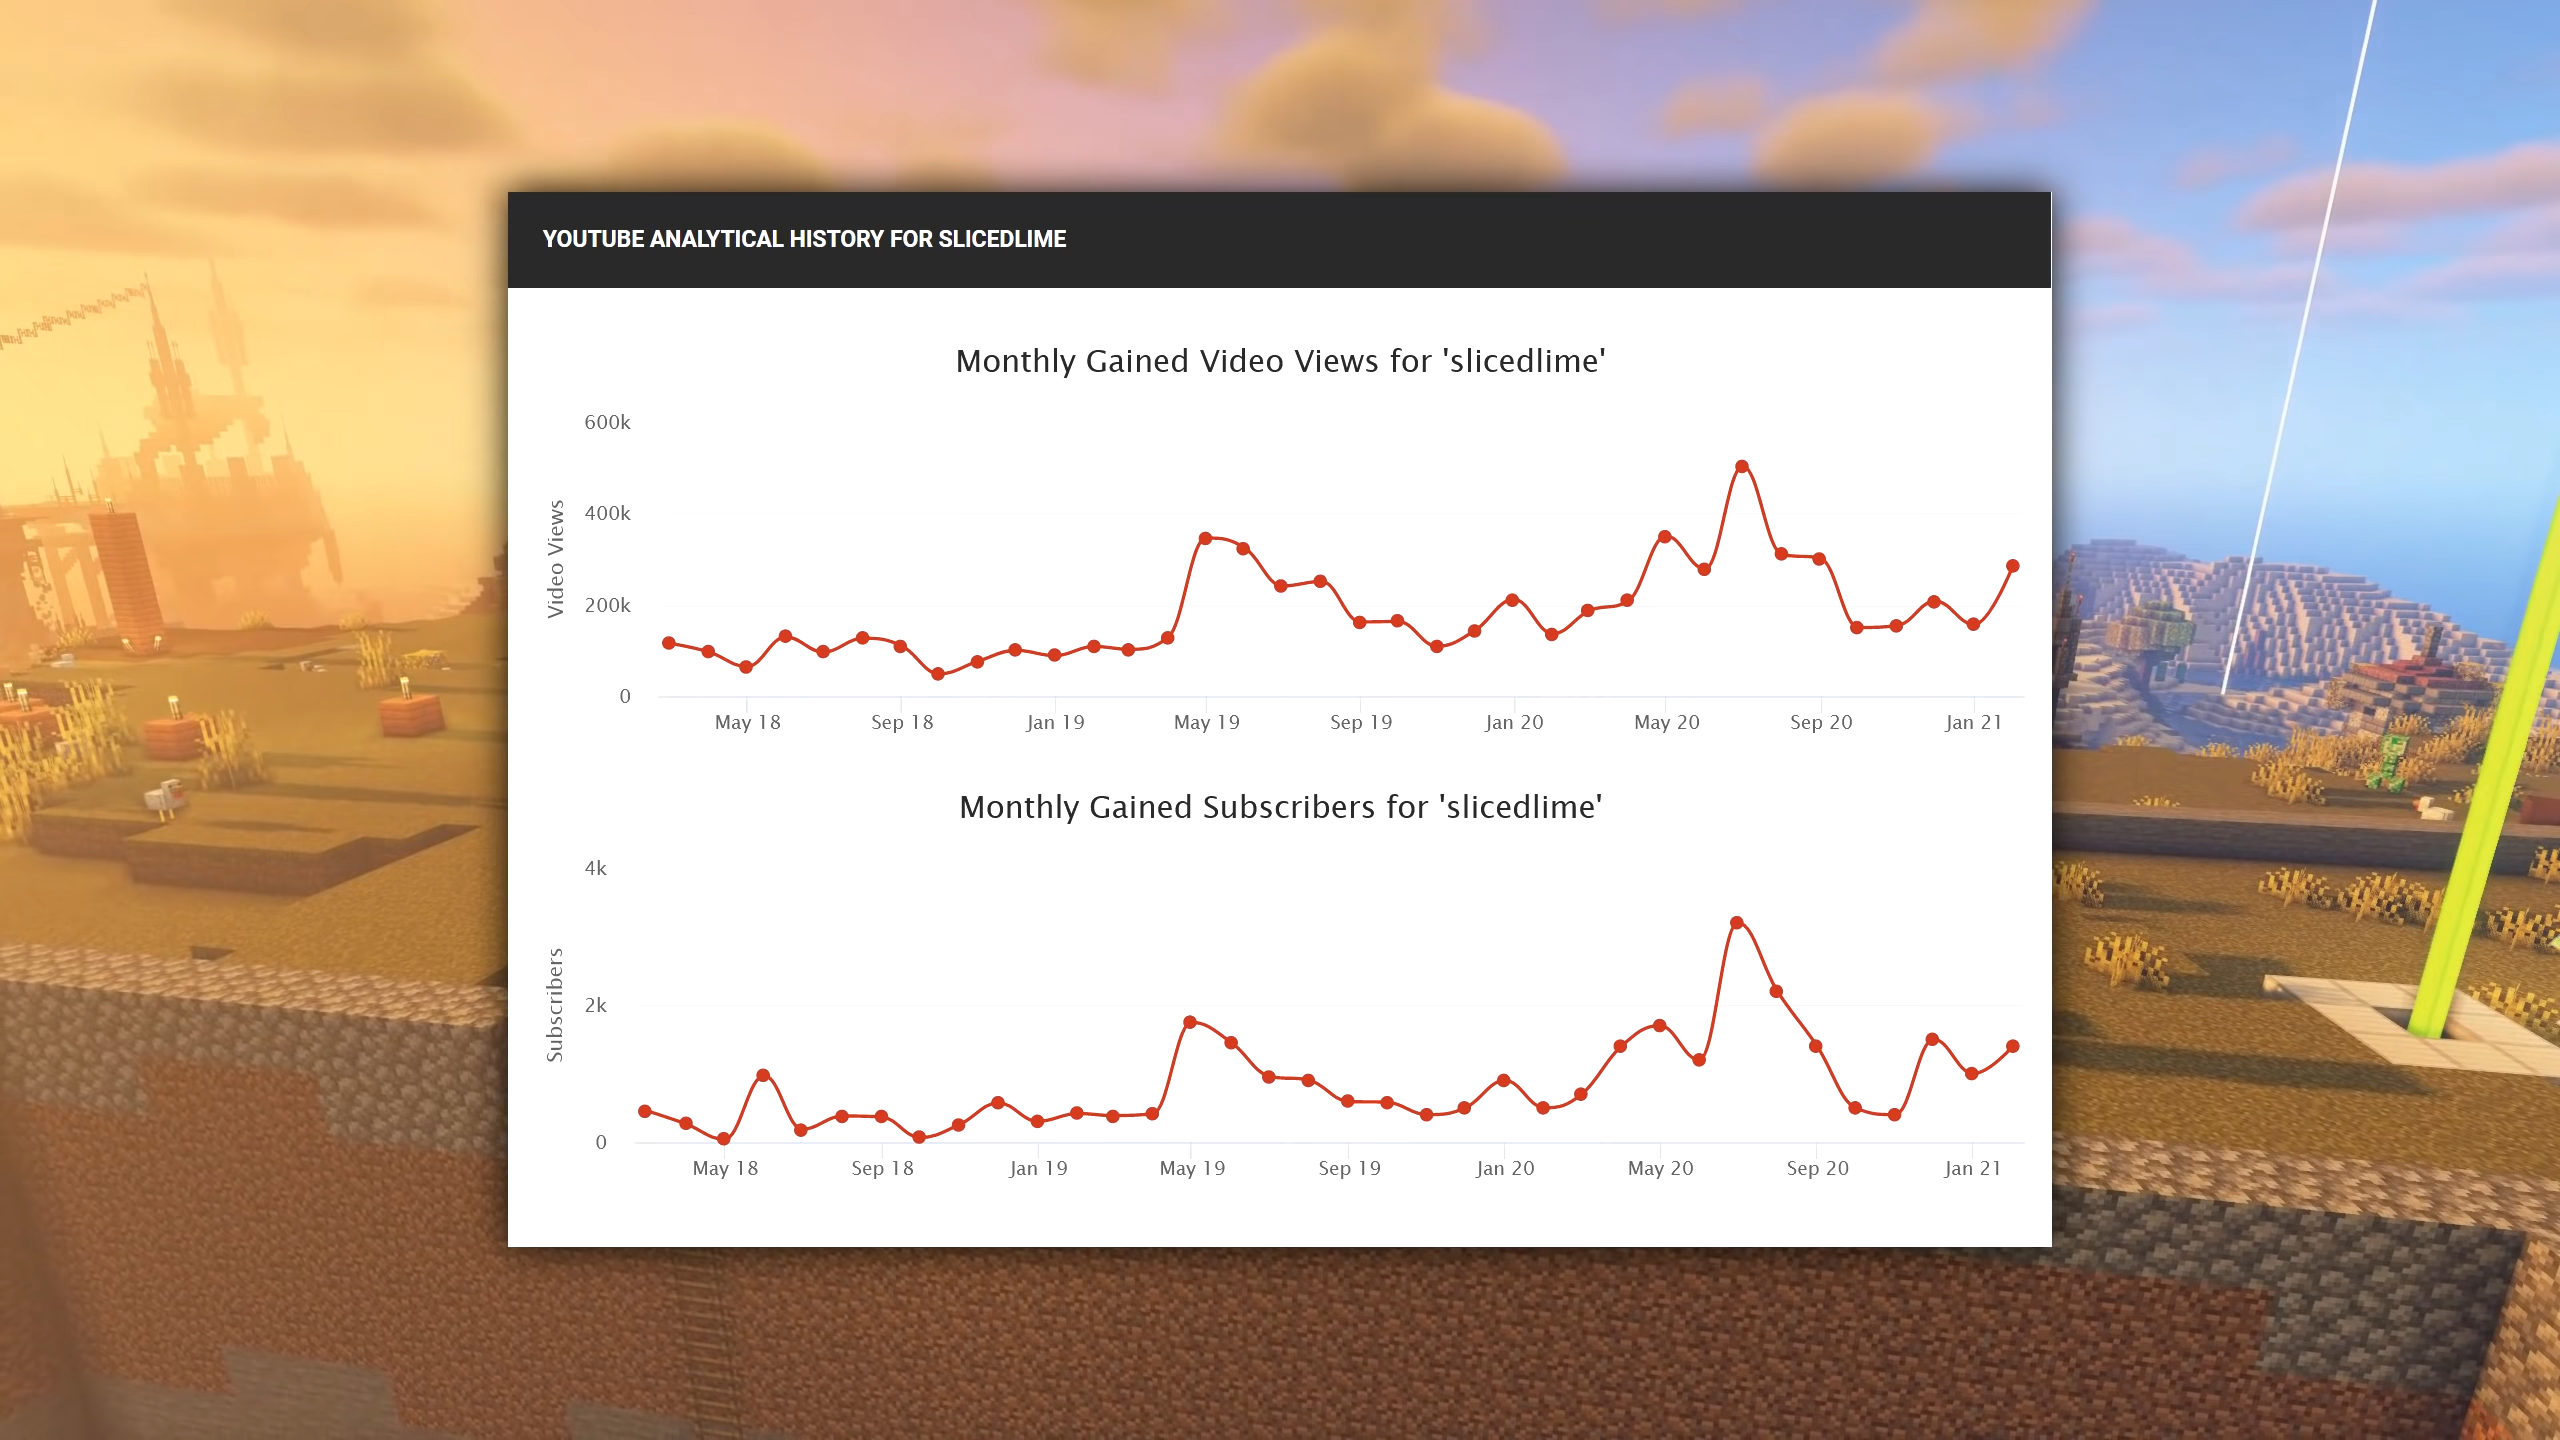 YOUTUBE ANALYTICAL HISTORY FOR SLICEDLIME
Monthly Gained Video Views for 'slicedlime'
Video Views
600k
400k
200k
0
May 18 Sep 18 Jan 19 May 19 Sep 19 Jan 20 May 20 Sep 20 Jan 21
Monthly Gained Subscribers for 'slicedlime'
Subscribers
4k
2k
0
May 18 Sep 18 Jan 19 May 19 Sep 19 Jan 20 May 20 Sep 20 Jan 21